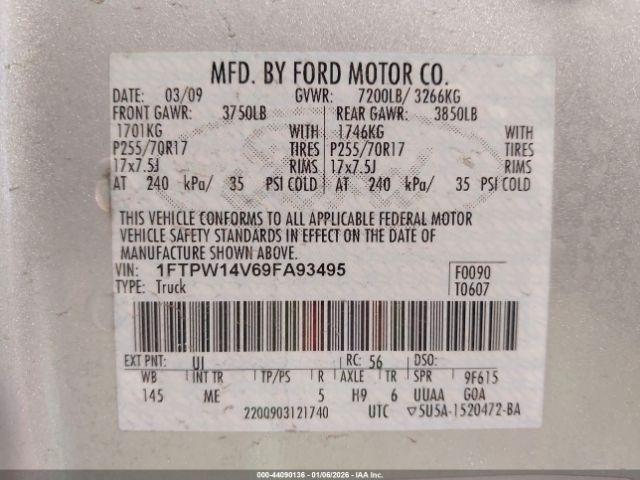 MFD. BY FORD MOTOR CO.
DATE: 03/09 GVWR: 7200LB/ 3266KG
FRONT GAWR: 3750LB REAR GAWR: 3850LB
1701KG WITH 1746KG WITH
P255/70R17 TIRES P255/70R17 TIRES
17x7.5J RIMS 17x7.5J RIMS
AT 240 kPa/ 35 PSI COLD AT 240 kPa/ 35 PSI COLD
THIS VEHICLE CONFORMS TO ALL APPLICABLE FEDERAL MOTOR
VEHICLE SAFETY STANDARDS IN EFFECT ON THE DATE OF
MANUFACTURE SHOWN ABOVE.
VIN: 1FTPW14V69FA93495 F0090
TYPE: Truck T0607
EXT PNT: UI RC: 56 DSO:
WB INT TR TP/PS R AXLE TR SPR 9F615
145 ME 5 H9 6 UUAA GOA
2200903121740 UTC ▽5U5A-1520472-BA
000-44090136 - 01/06/2026 - IAA Inc.